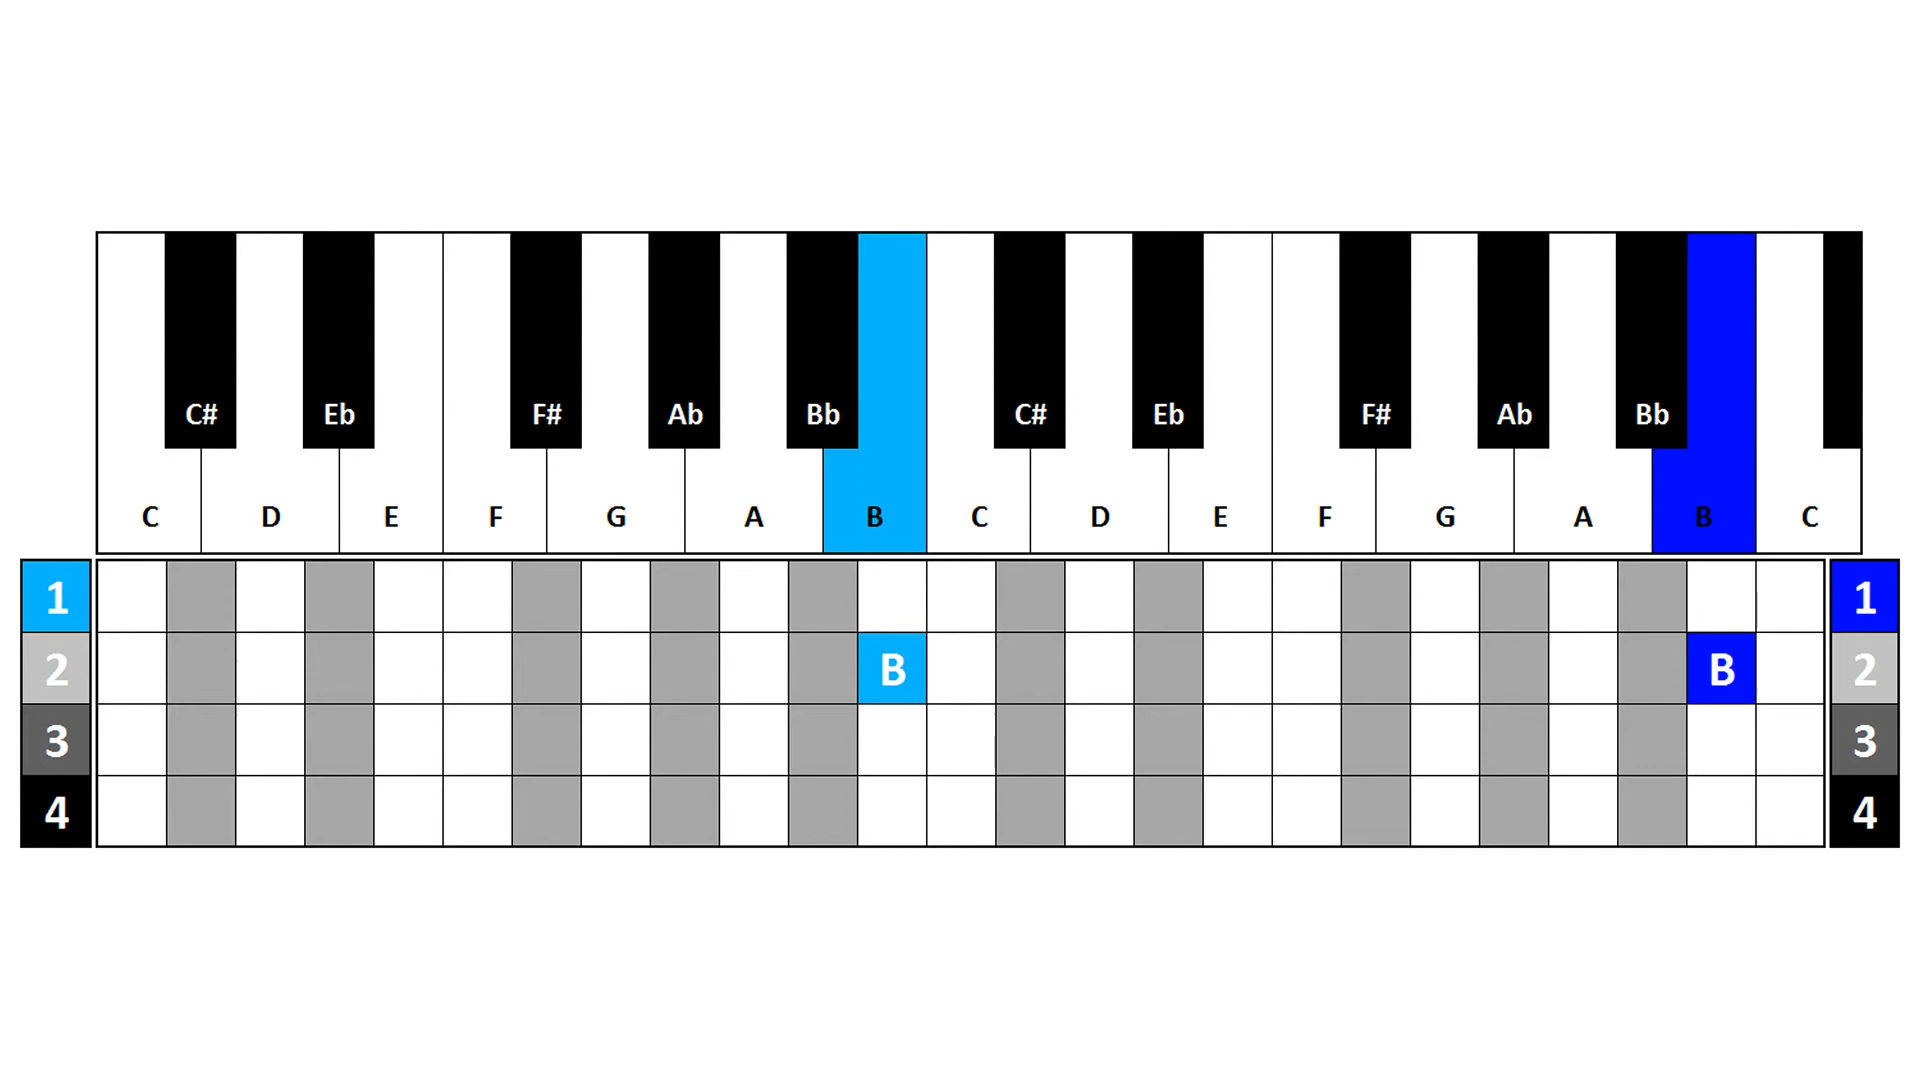 C# Eb F# Ab Bb C# Eb F# Ab Bb
C D E F G A B C D E F G A B C
1 1
2 B B 2
3 3
4 4